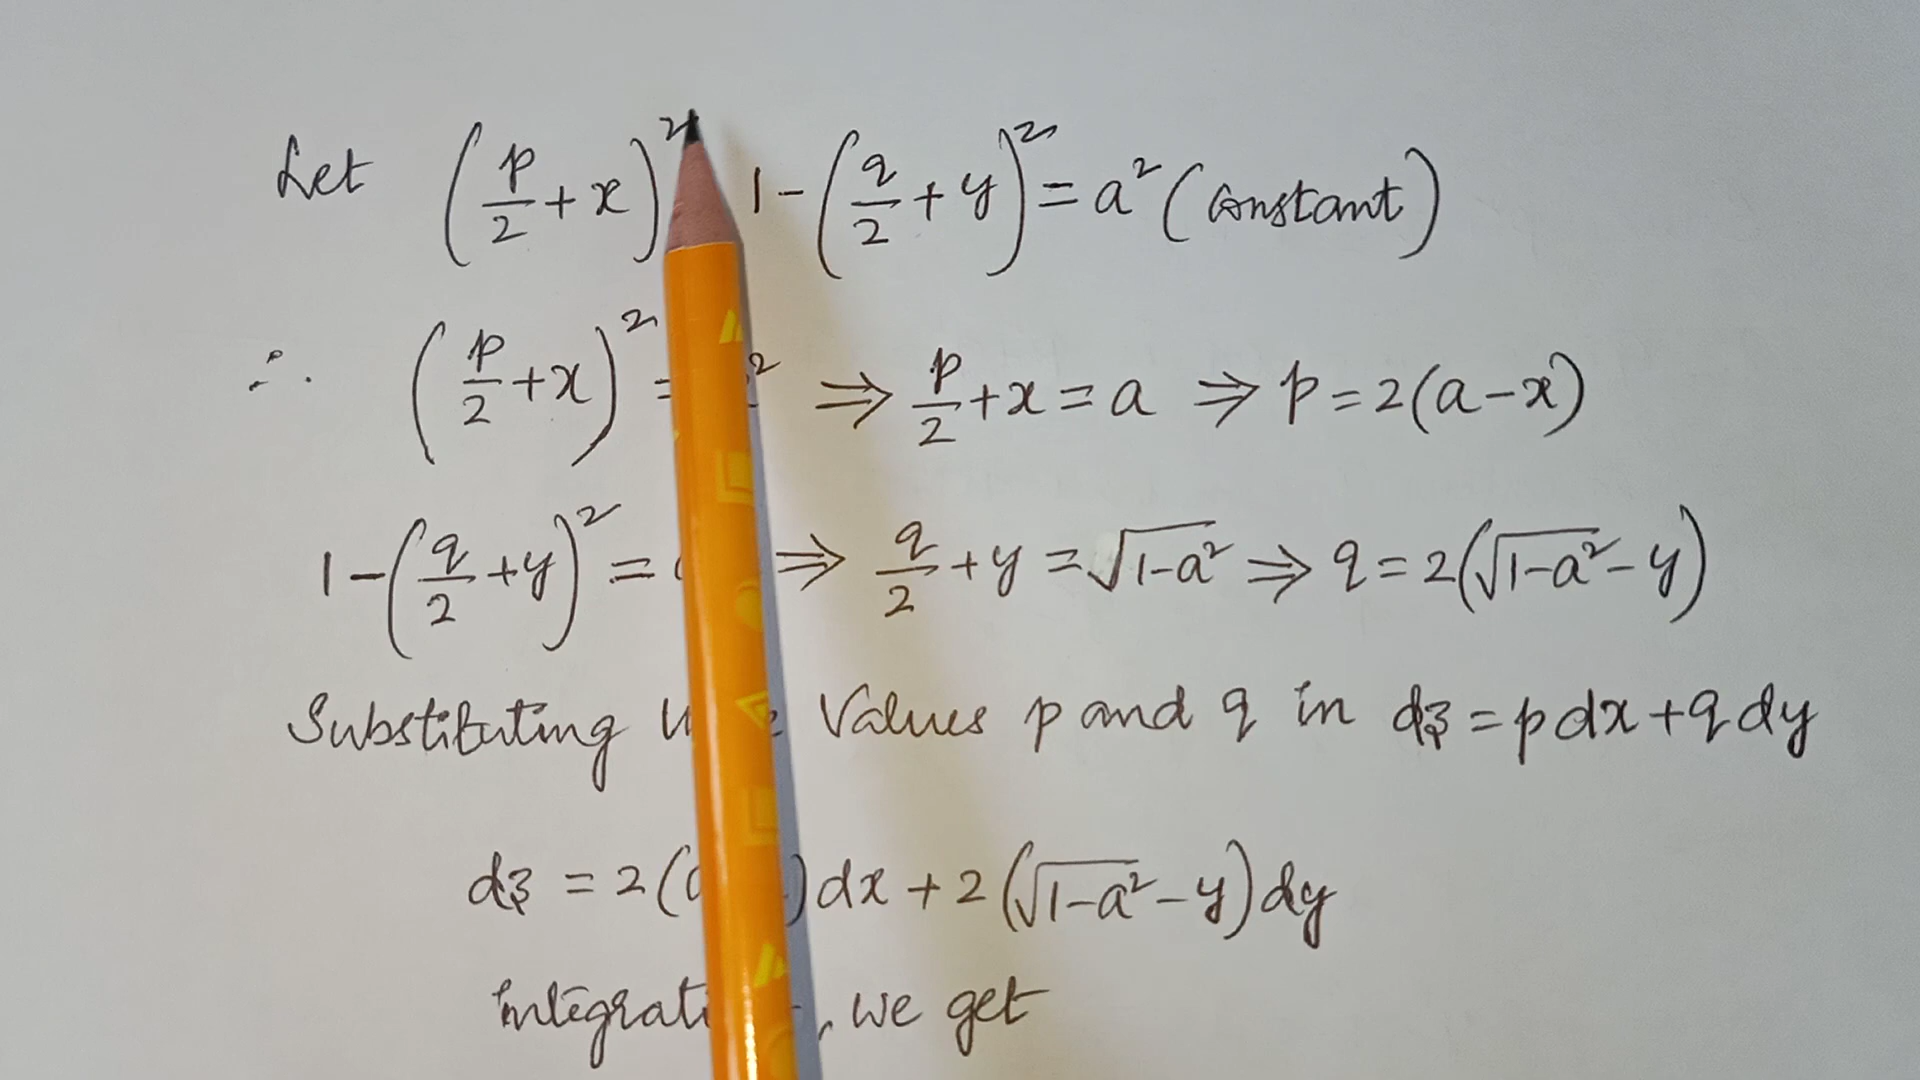 Let (p/2 + x)² 1 - (q/2 + y)² = a² (constant)
∴ (p/2 + x)² = ² ⇒ p/2 + x = a ⇒ p = 2(a - x)
1 - (q/2 + y)² = ⇒ q/2 + y = √(1-a²) ⇒ q = 2(√(1-a²) - y)
Substituting Values p and q in dz = p dx + q dy
dz = 2( ) dx + 2(√(1-a²) - y) dy
we get